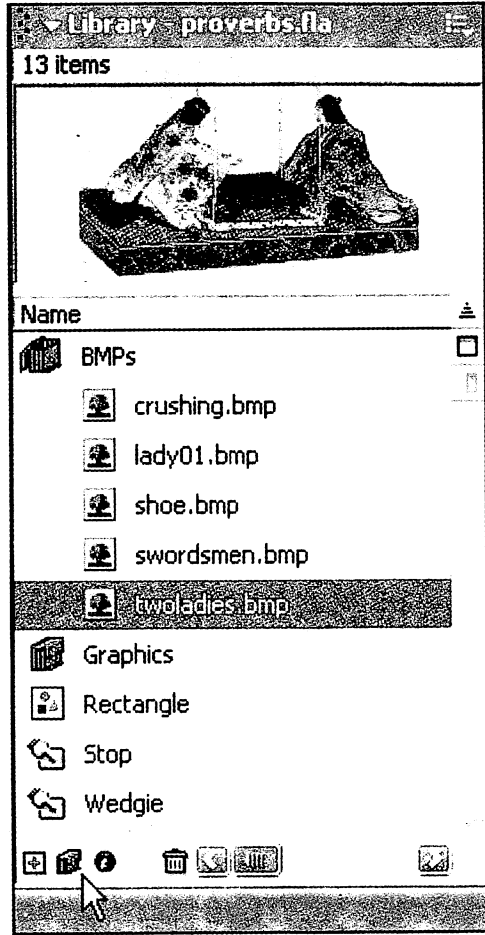 Library - proverbs.fla
13 items
Name
BMPs
crushing.bmp
lady01.bmp
shoe.bmp
swordsmen.bmp
twoladies.bmp
Graphics
Rectangle
Stop
Wedgie